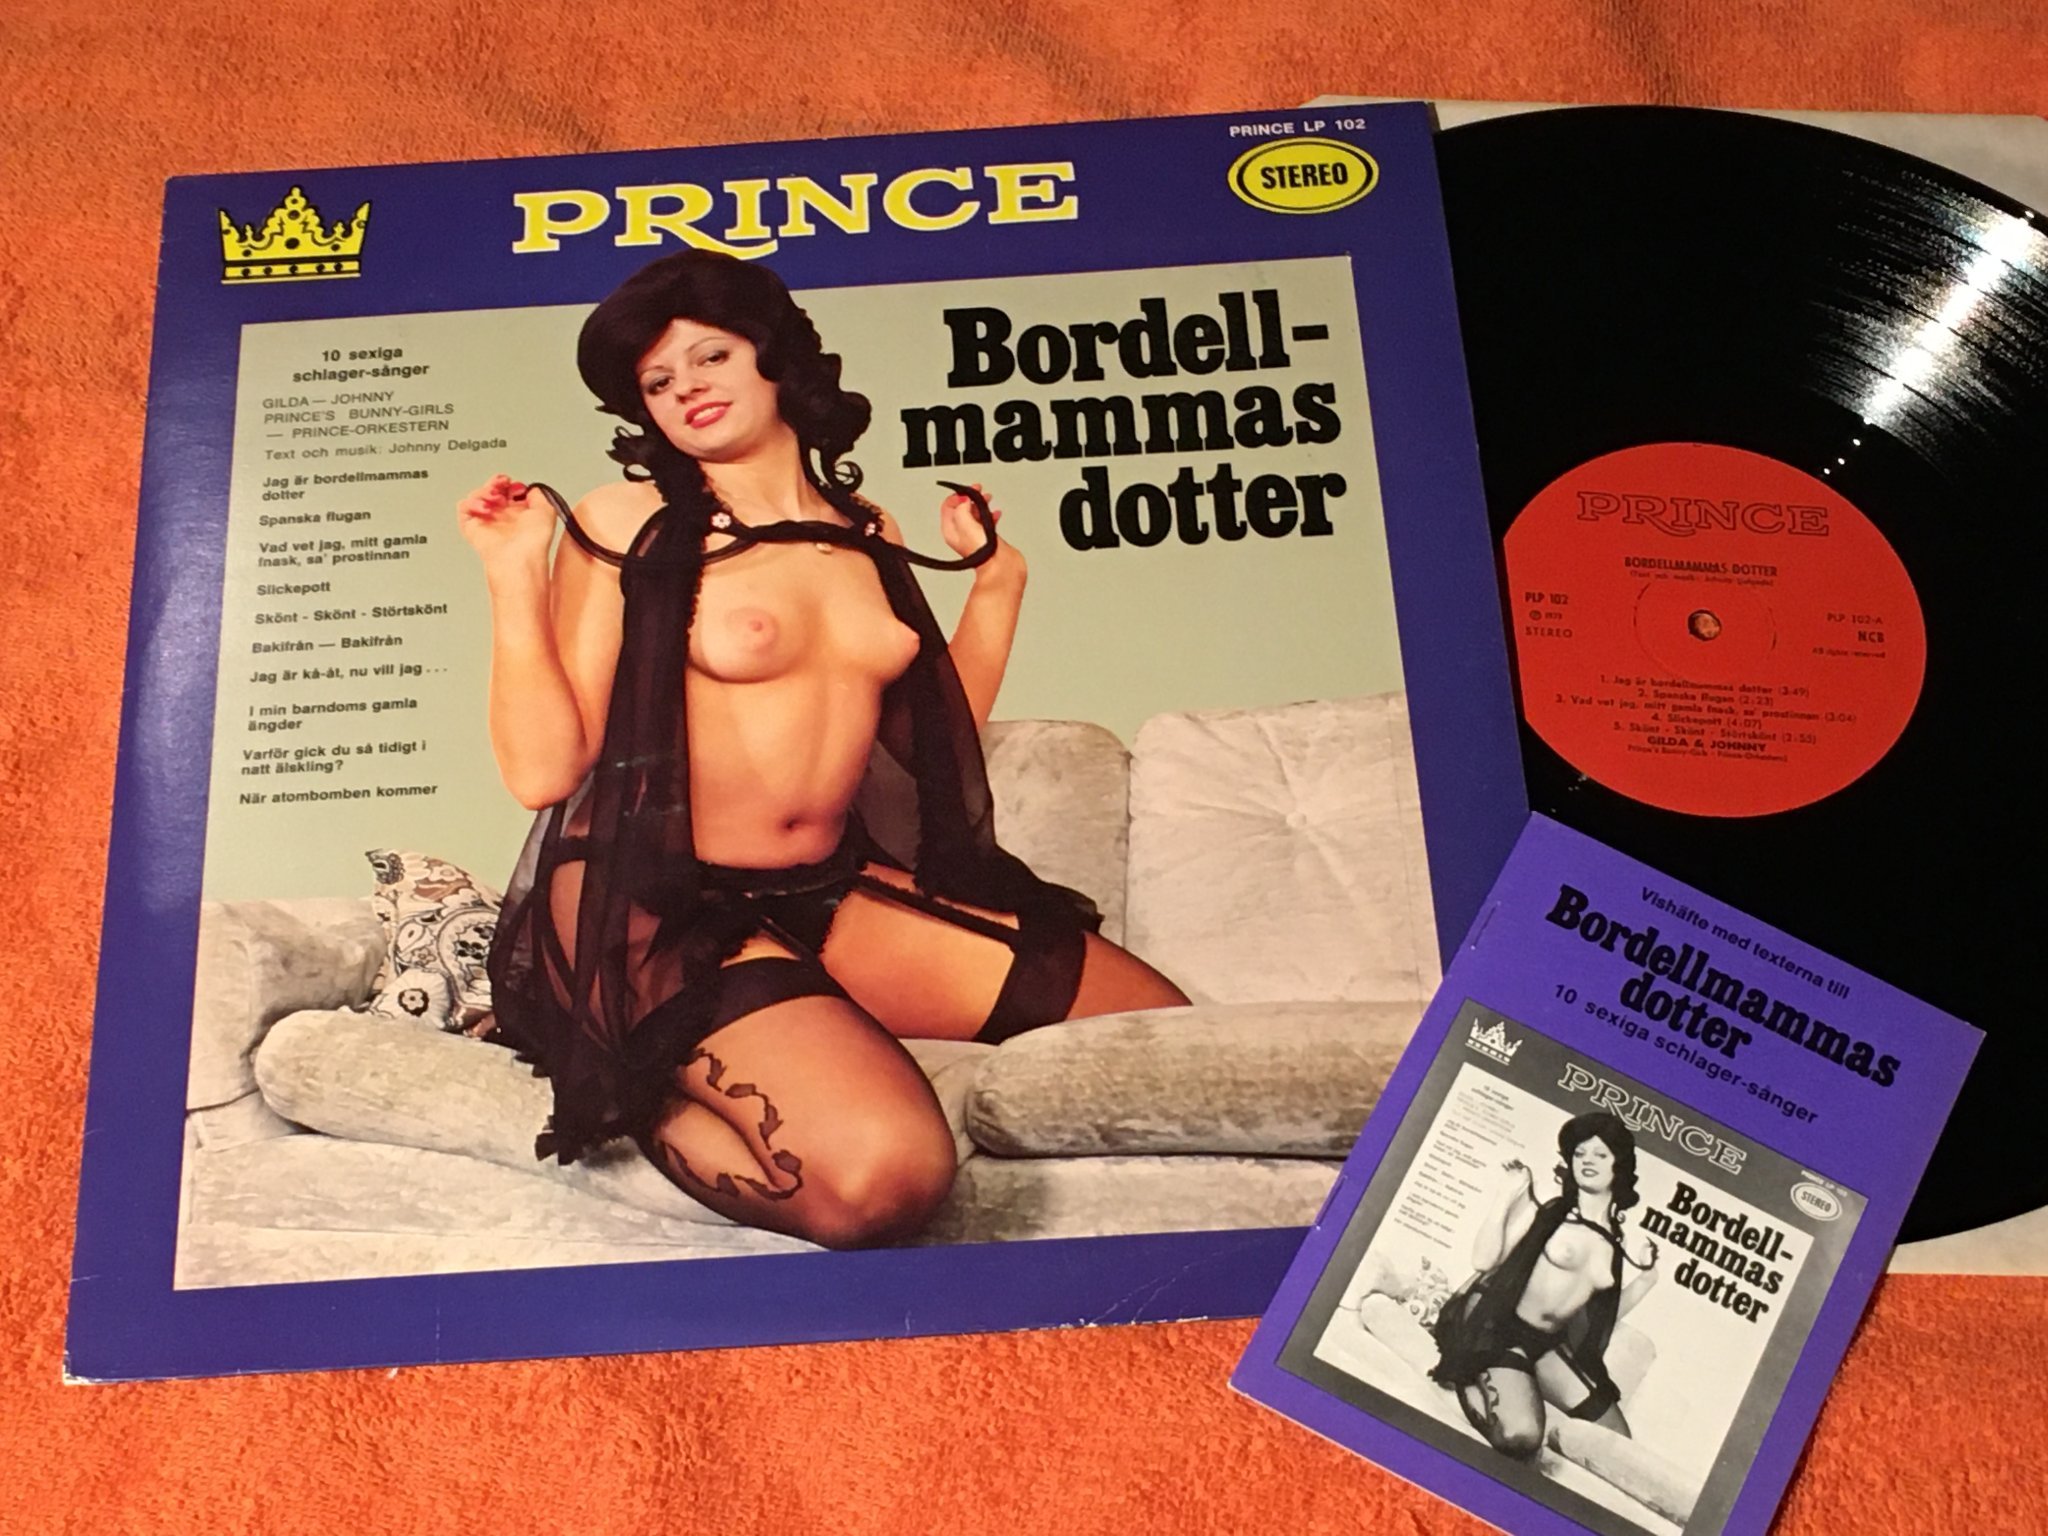 PRINCE LP 102
PRINCE
STEREO
Bordell-
mammas
dotter
10 sexiga
schlager-sånger
GILDA — JOHNNY
PRINCE'S BUNNY-GIRLS
— PRINCE-ORKESTERN
Text och musik: Johnny Delgada
Jag är bordellmammas
dotter
Spanska flugan
Vad vet jag, mitt gamla
fnask, sa' prostinnan
Slickepott
Skönt - Skönt - Störtskönt
Bakifrån — Bakifrån
Jag är kå-åt, nu vill jag . . .
I min barndoms gamla
ängder
Varför gick du så tidigt i
natt älskling?
När atombomben kommer
PRINCE
BORDELLMAMMAS DOTTER
PLP 102
STEREO
PLP 102-A
NCB
All rights reserved
1. Jag är bordellmammas dotter (3:49)
2. Spanska flugan (2:23)
3. Vad vet jag, mitt gamla fnask, sa' prostinnan (3:04)
4. Slickepott (4:07)
5. Skönt - Skönt - Störtskönt (2:55)
GILDA & JOHNNY
Vishäfte med texterna till
Bordellmammas
dotter
10 sexiga schlager-sånger
PRINCE
STEREO
Bordell-
mammas
dotter